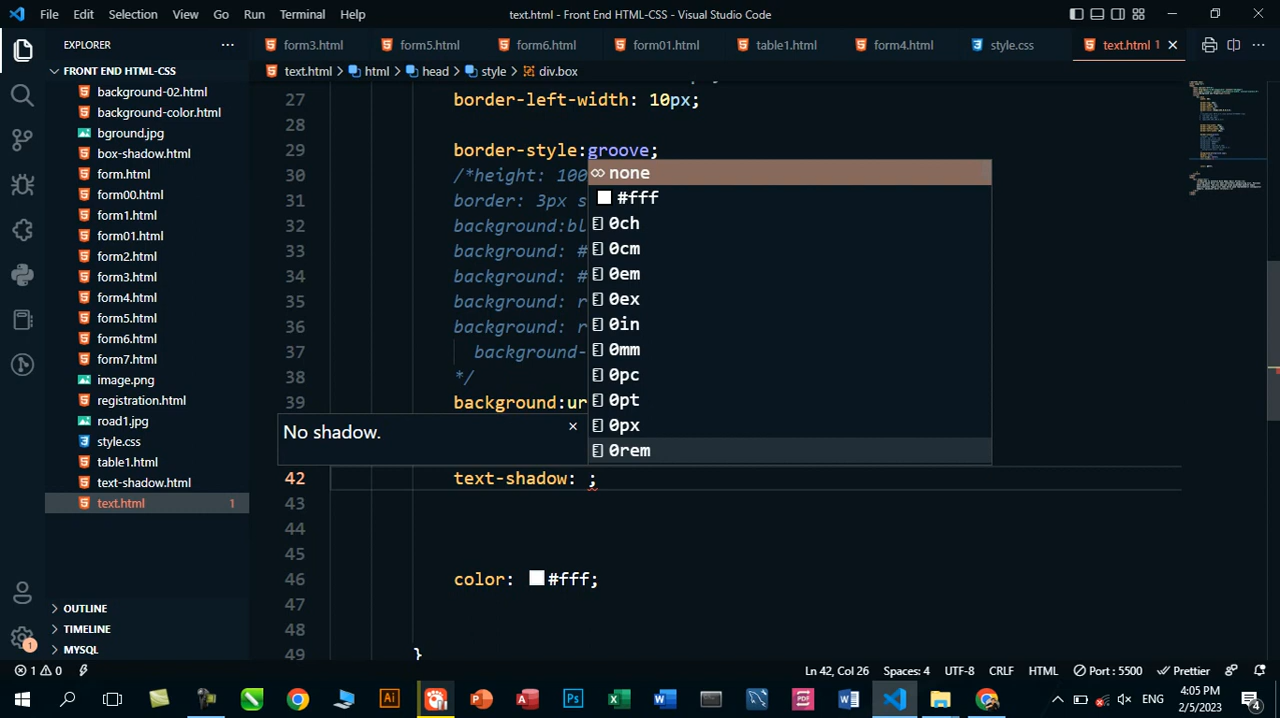 File Edit Selection View Go Run Terminal Help text.html - Front End HTML-CSS - Visual Studio Code
EXPLORER
form3.html form5.html form6.html form01.html table1.html form4.html style.css text.html 1
FRONT END HTML-CSS
text.html > html > head > style > div.box
background-02.html
background-color.html
bground.jpg
box-shadow.html
form.html
form00.html
form1.html
form01.html
form2.html
form3.html
form4.html
form5.html
form6.html
form7.html
image.png
registration.html
road1.jpg
style.css
table1.html
text-shadow.html
text.html 1
OUTLINE
TIMELINE
MYSQL
27 border-left-width: 10px;
28
29 border-style:groove;
30 /*height: 100
31 border: 3px s
32 background:bl
33 background: #
34 background: #
35 background: r
36 background: r
37 background-
38 */
39 background:ur
42 text-shadow: ;
43
44
45
46 color: #fff;
47
48
49 }
none
#fff
0ch
0cm
0em
0ex
0in
0mm
0pc
0pt
0px
0rem
No shadow.
1 0 Ln 42, Col 26 Spaces: 4 UTF-8 CRLF HTML Port : 5500 Prettier
ENG 4:05 PM
2/5/2023 4